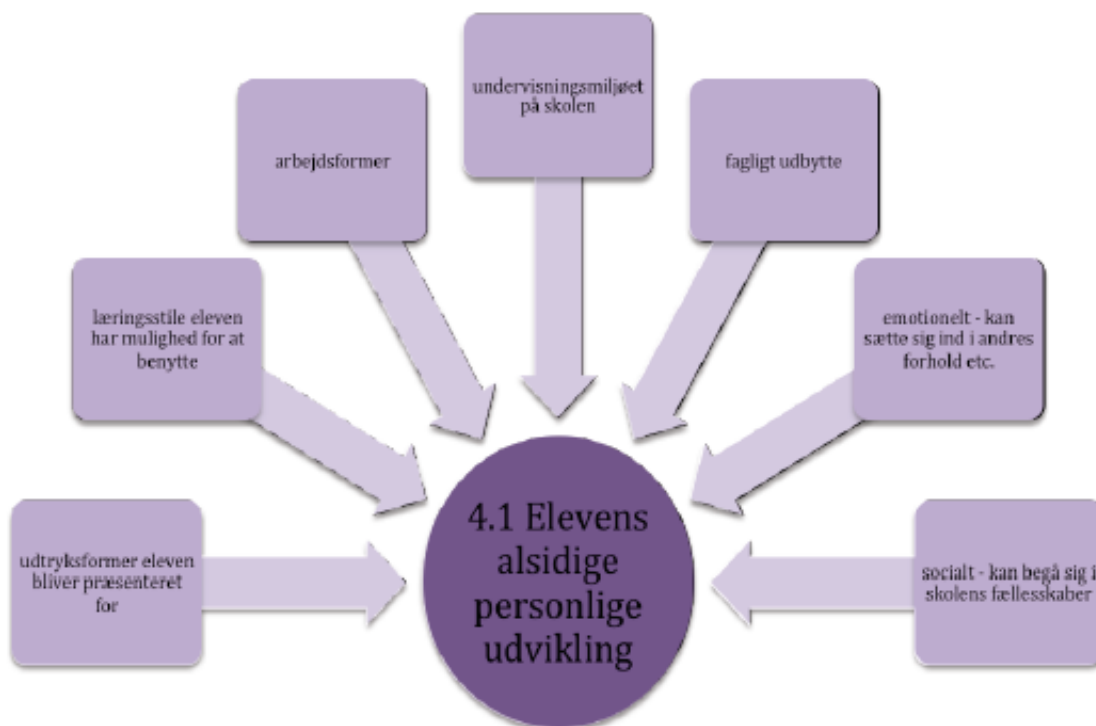 undervisningsmiljøet
på skolen
arbejdsformer
fagligt udbytte
læringsstile eleven
har mulighed for at
benytte
emotionelt - kan
sætte sig ind i andres
forhold etc.
udtryksformer eleven
bliver præsenteret
for
4.1 Elevens
alsidige
personlige
udvikling
socialt - kan begå sig i
skolens fællesskaber